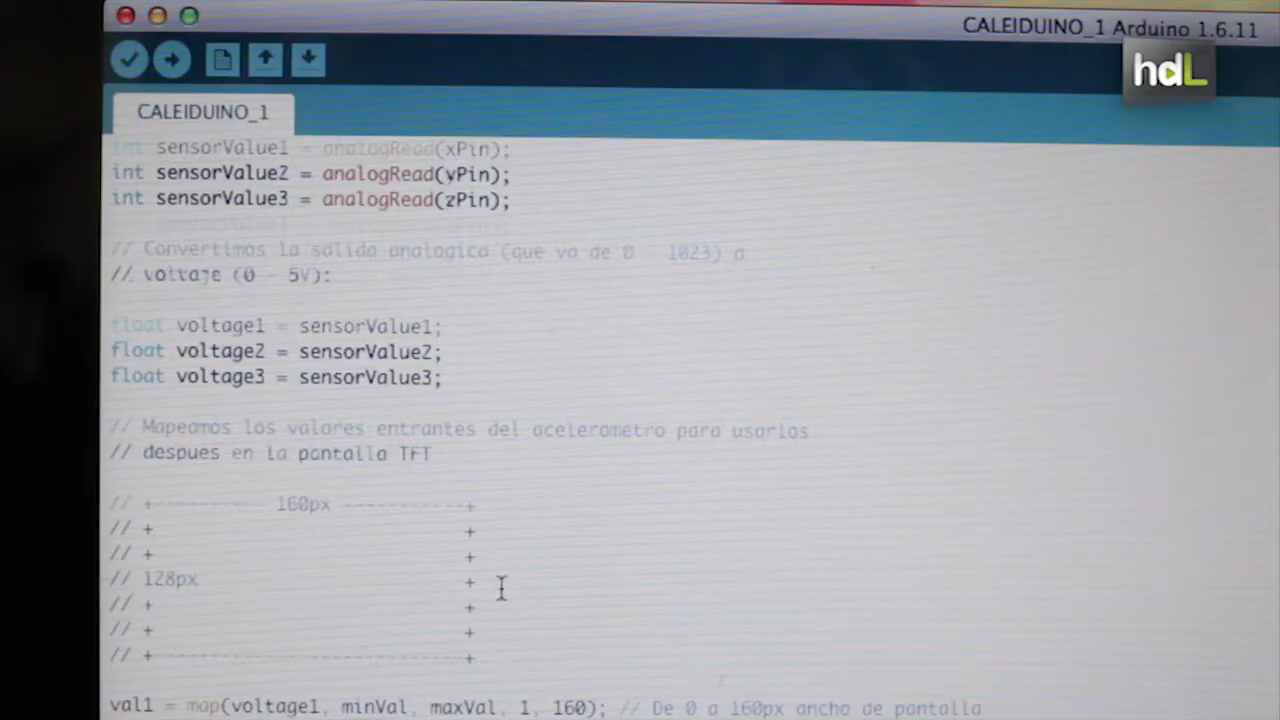 CALEIDUINO_1 Arduino 1.6.11
hdL
CALEIDUINO_1
int sensorValue1 = analogRead(xPin);
int sensorValue2 = analogRead(yPin);
int sensorValue3 = analogRead(zPin);
// Convertimos la salida analogica (que va de 0 - 1023) a
// voltaje (0 - 5V):
float voltage1 = sensorValue1;
float voltage2 = sensorValue2;
float voltage3 = sensorValue3;
// Mapeamos los valores entrantes del acelerometro para usarlos
// despues en la pantalla TFT
// +---------- 160px ------------+
// + +
// + +
// 128px +
// + +
// + +
// +-----------------------------+
val1 = map(voltage1, minVal, maxVal, 1, 160); // De 0 a 160px ancho de pantalla